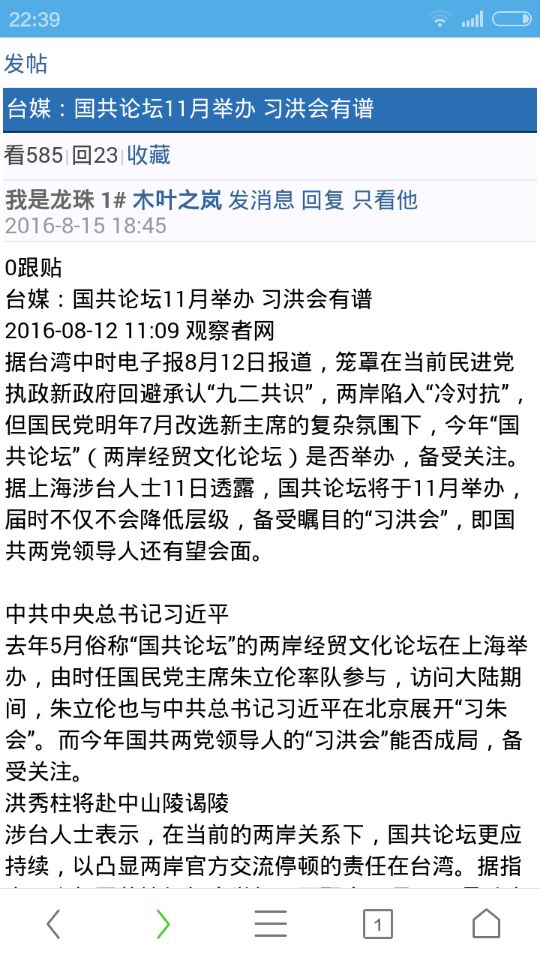 22:39
发帖
台媒：国共论坛11月举办 习洪会有谱
看585|回23|收藏
我是龙珠 1# 木叶之岚 发消息 回复 只看他
2016-8-15 18:45
0跟贴
台媒：国共论坛11月举办 习洪会有谱
2016-08-12 11:09 观察者网
据台湾中时电子报8月12日报道，笼罩在当前民进党
执政新政府回避承认“九二共识”，两岸陷入“冷对抗”，
但国民党明年7月改选新主席的复杂氛围下，今年“国
共论坛”（两岸经贸文化论坛）是否举办，备受关注。
据上海涉台人士11日透露，国共论坛将于11月举办，
届时不仅不会降低层级，备受瞩目的“习洪会”，即国
共两党领导人还有望会面。
中共中央总书记习近平
去年5月俗称“国共论坛”的两岸经贸文化论坛在上海举
办，由时任国民党主席朱立伦率队参与，访问大陆期
间，朱立伦也与中共总书记习近平在北京展开“习朱
会”。而今年国共两党领导人的“习洪会”能否成局，备
受关注。
洪秀柱将赴中山陵谒陵
涉台人士表示，在当前的两岸关系下，国共论坛更应
持续，以凸显两岸官方交流停顿的责任在台湾。据指
1